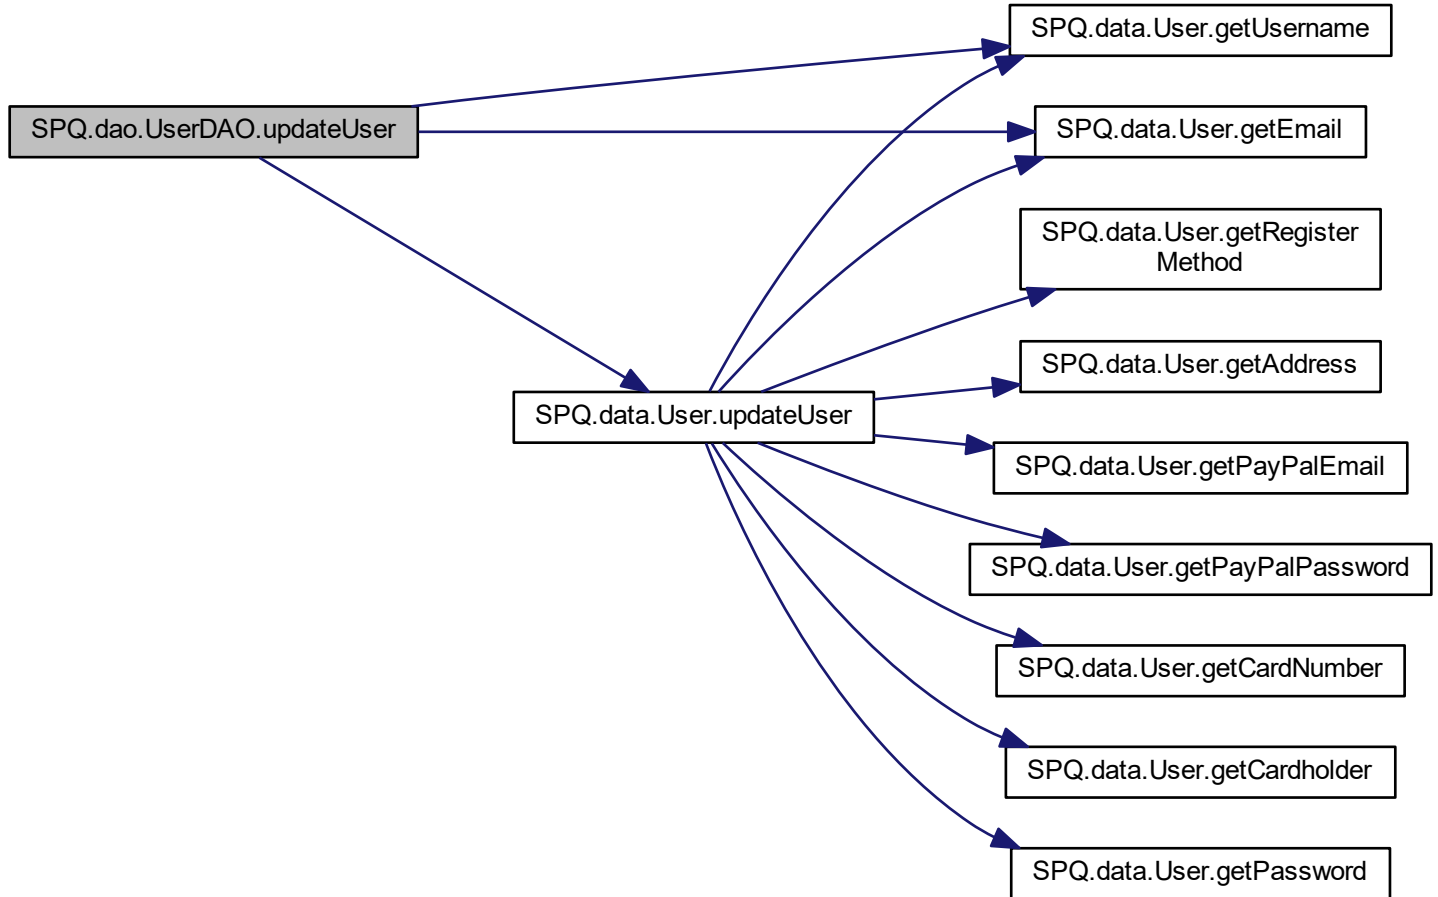 SPQ.dao.UserDAO.updateUser
SPQ.data.User.updateUser
SPQ.data.User.getUsername
SPQ.data.User.getEmail
SPQ.data.User.getRegister
Method
SPQ.data.User.getAddress
SPQ.data.User.getPayPalEmail
SPQ.data.User.getPayPalPassword
SPQ.data.User.getCardNumber
SPQ.data.User.getCardholder
SPQ.data.User.getPassword